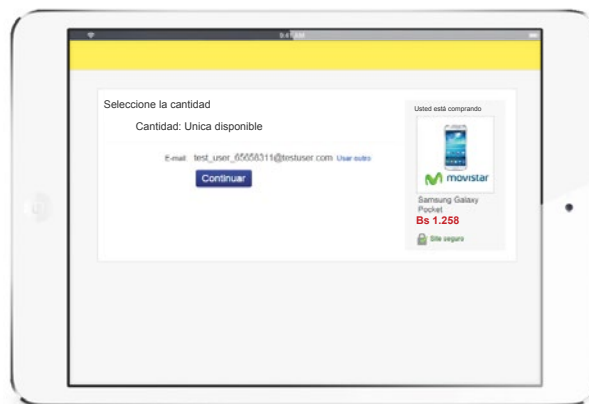 9:41 AM
Seleccione la cantidad
Cantidad: Unica disponible
E-mail: test_user_65658311@testuser.com Usar outro
Continuar
Usted está comprando
movistar
Samsung Galaxy
Pocket
Bs 1.258
Site seguro